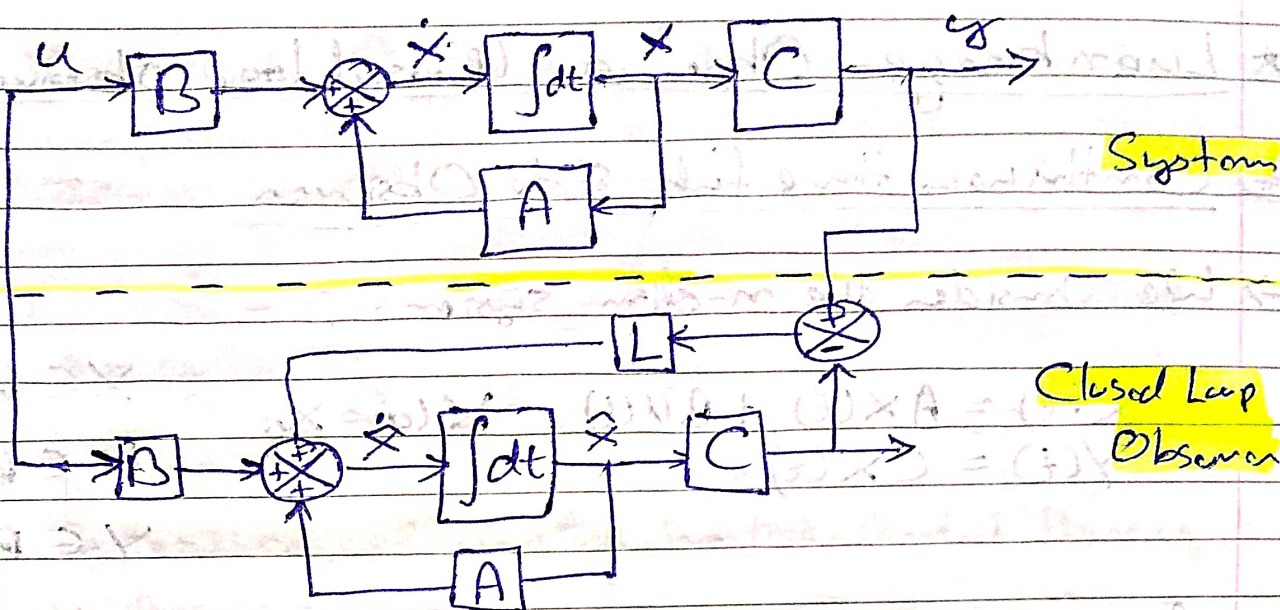 u B + + ẋ ∫dt x C y
A
System
+ -
L
Closed Loop
B + + + x̂̇ ∫dt x̂ C
Observer
A